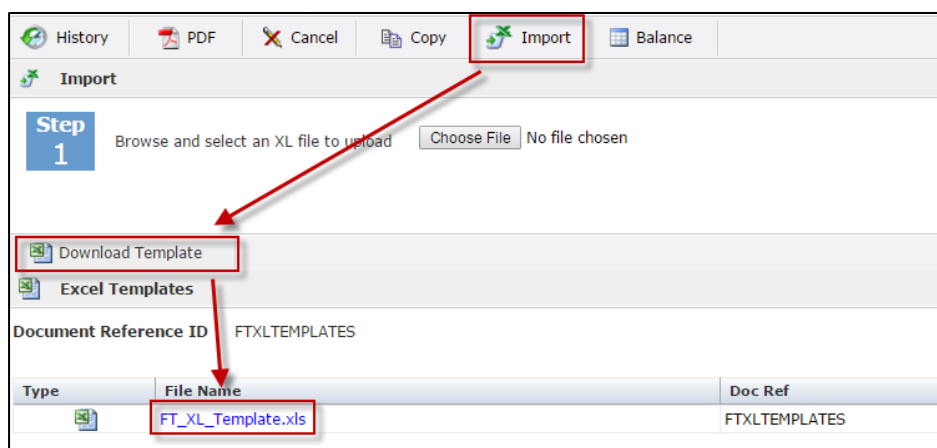 History PDF Cancel Copy Import Balance
Import
Step
1
Browse and select an XL file to upload Choose File No file chosen
Download Template
Excel Templates
Document Reference ID FTXLTEMPLATES
Type File Name Doc Ref
FT_XL_Template.xls FTXLTEMPLATES